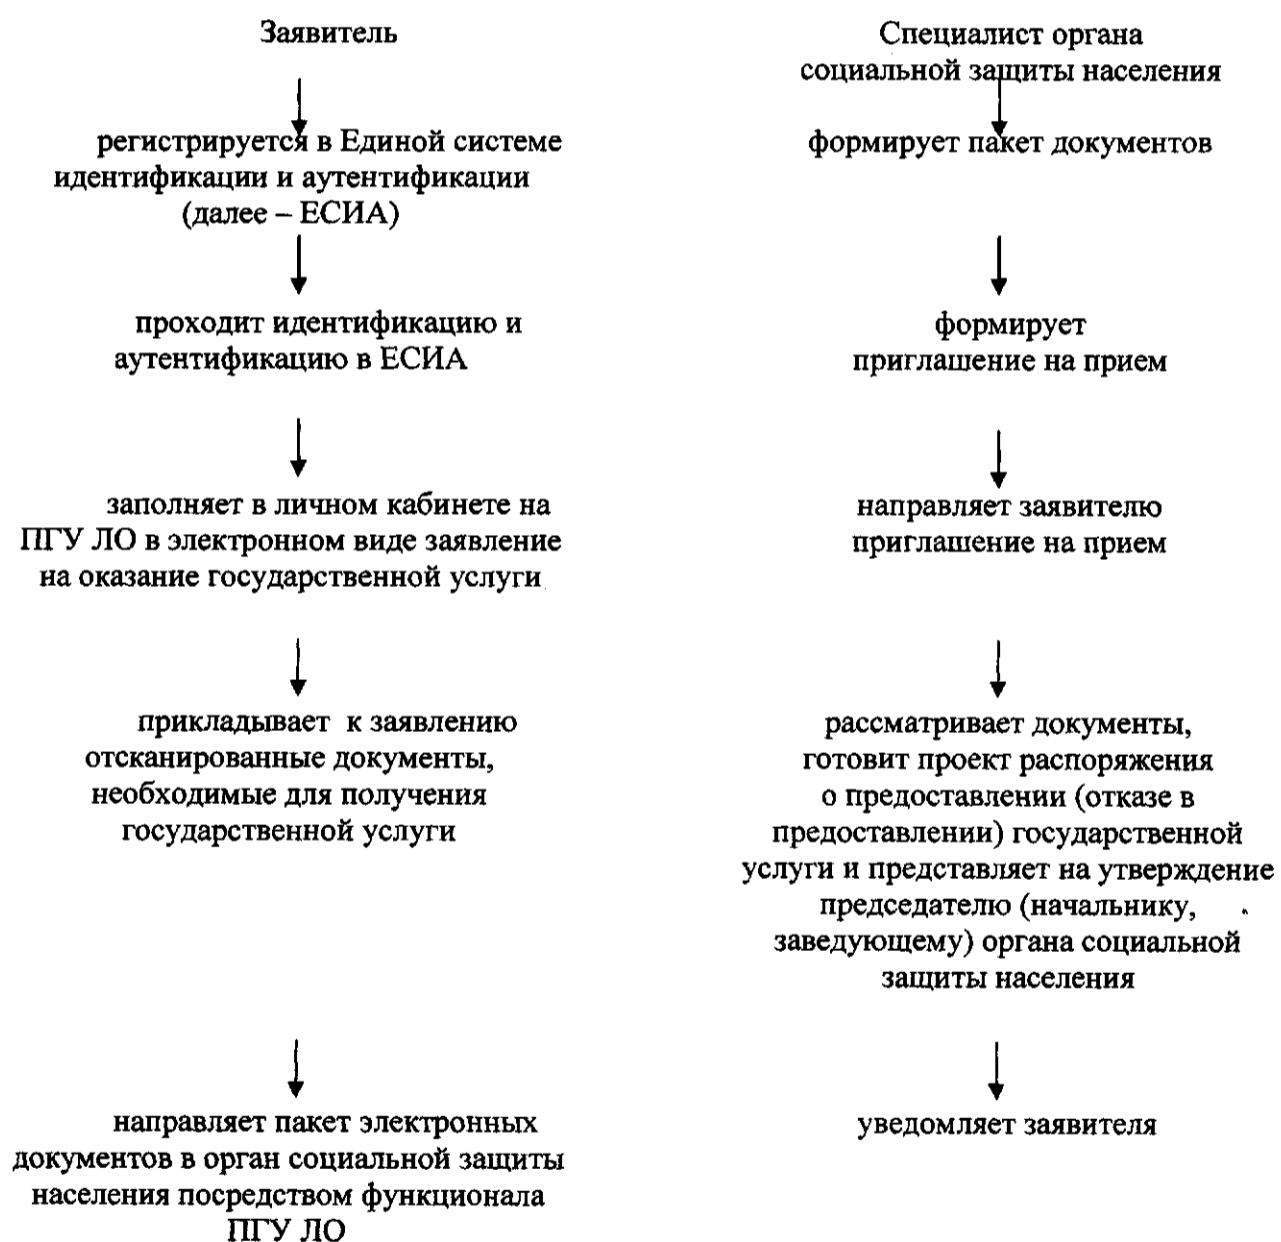 Заявитель
регистрируется в Единой системе
идентификации и аутентификации
(далее – ЕСИА)
проходит идентификацию и
аутентификацию в ЕСИА
заполняет в личном кабинете на
ПГУ ЛО в электронном виде заявление
на оказание государственной услуги
прикладывает к заявлению
отсканированные документы,
необходимые для получения
государственной услуги
направляет пакет электронных
документов в орган социальной защиты
населения посредством функционала
ПГУ ЛО
Специалист органа
социальной защиты населения
формирует пакет документов
формирует
приглашение на прием
направляет заявителю
приглашение на прием
рассматривает документы,
готовит проект распоряжения
о предоставлении (отказе в
предоставлении) государственной
услуги и представляет на утверждение
председателю (начальнику,
заведующему) органа социальной
защиты населения
уведомляет заявителя